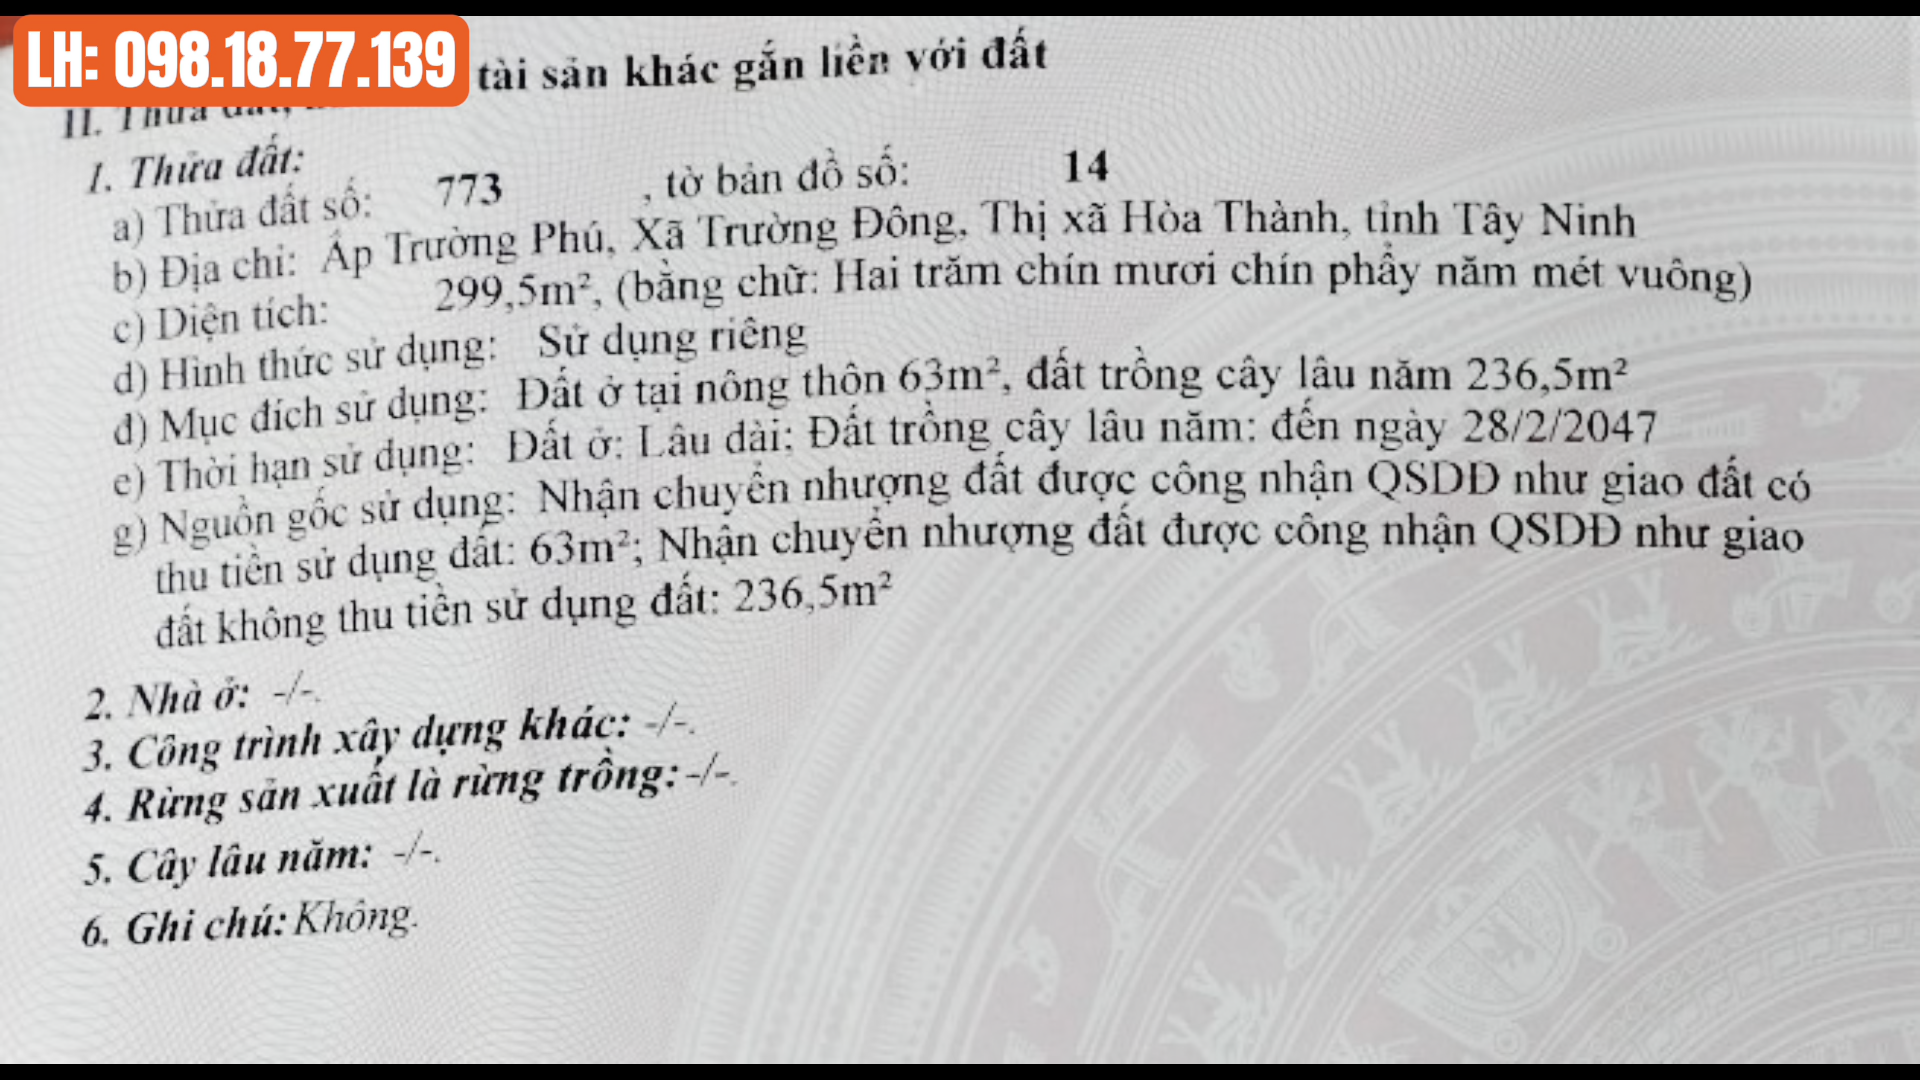 LH: 098.18.77.139
tài sản khác gắn liền với đất
II. Thửa đất,
1. Thửa đất:
a) Thửa đất số: 773 , tờ bản đồ số: 14
b) Địa chỉ: Ấp Trường Phú, Xã Trường Đông, Thị xã Hòa Thành, tỉnh Tây Ninh
c) Diện tích: 299,5m², (bằng chữ: Hai trăm chín mươi chín phẩy năm mét vuông)
d) Hình thức sử dụng: Sử dụng riêng
đ) Mục đích sử dụng: Đất ở tại nông thôn 63m², đất trồng cây lâu năm 236,5m²
e) Thời hạn sử dụng: Đất ở: Lâu dài; Đất trồng cây lâu năm: đến ngày 28/2/2047
g) Nguồn gốc sử dụng: Nhận chuyển nhượng đất được công nhận QSDĐ như giao đất có
thu tiền sử dụng đất: 63m²; Nhận chuyển nhượng đất được công nhận QSDĐ như giao
đất không thu tiền sử dụng đất: 236,5m²
2. Nhà ở: -/-.
3. Công trình xây dựng khác: -/-.
4. Rừng sản xuất là rừng trồng: -/-.
5. Cây lâu năm: -/-.
6. Ghi chú: Không.